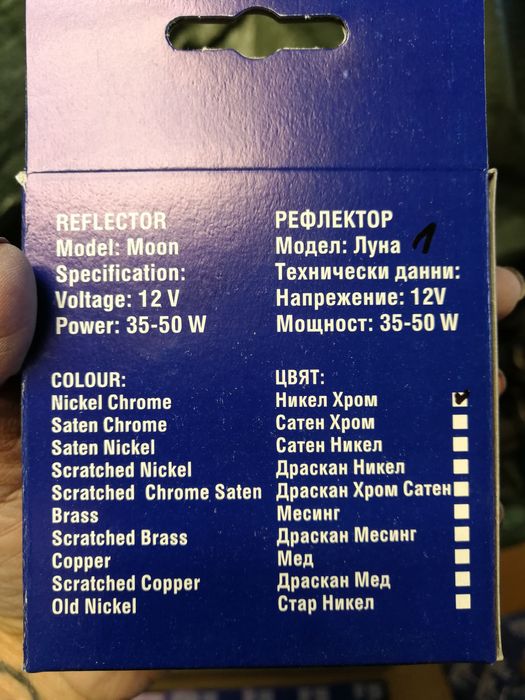 REFLECTOR
Model: Moon
Specification:
Voltage: 12 V
Power: 35-50 W
РЕФЛЕКТОР
Модел: Луна 1
Технически данни:
Напрежение: 12V
Мощност: 35-50 W
COLOUR:
Nickel Chrome
Saten Chrome
Saten Nickel
Scratched Nickel
Scratched Chrome Saten
Brass
Scratched Brass
Copper
Scratched Copper
Old Nickel
ЦВЯТ:
Никел Хром
Сатен Хром
Сатен Никел
Драскан Никел
Драскан Хром Сатен
Месинг
Драскан Месинг
Мед
Драскан Мед
Стар Никел